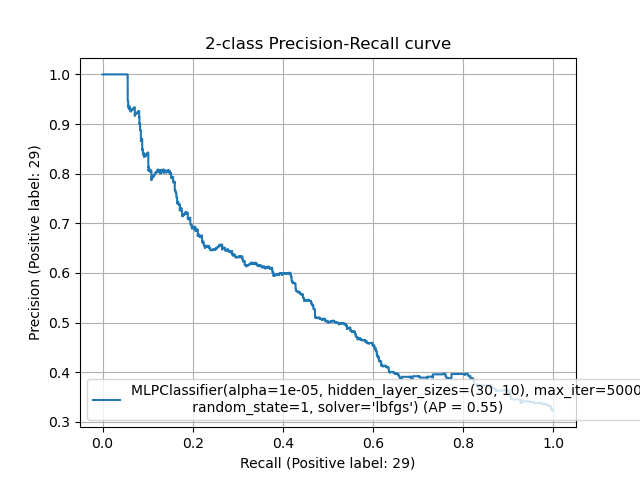 2-class Precision-Recall curve
1.0
0.9
0.8
0.7
0.6
0.5
0.4
0.3
Precision (Positive label: 29)
MLPClassifier(alpha=1e-05, hidden_layer_sizes=(30, 10), max_iter=5000
random_state=1, solver='lbfgs') (AP = 0.55)
0.0 0.2 0.4 0.6 0.8 1.0
Recall (Positive label: 29)